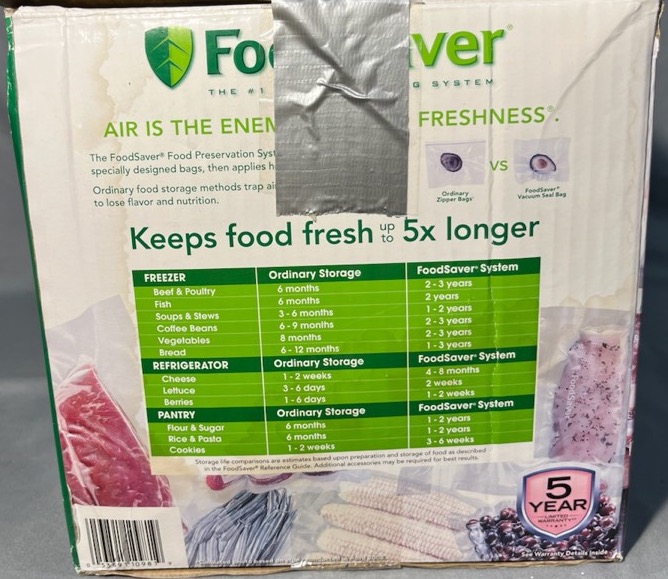 Fo ver®
THE #1 G SYSTEM
AIR IS THE ENEM FRESHNESS®.
The FoodSaver® Food Preservation Syst
specially designed bags, then applies h
Ordinary food storage methods trap ai
to lose flavor and nutrition.
VS
Ordinary
Zipper Bags
FoodSaver®
Vacuum Seal Bag
Keeps food fresh up to 5x longer
FREEZER Ordinary Storage FoodSaver® System
Beef & Poultry 6 months 2 - 3 years
Fish 6 months 2 years
Soups & Stews 3 - 6 months 1 - 2 years
Coffee Beans 6 - 9 months 2 - 3 years
Vegetables 8 months 2 - 3 years
Bread 6 - 12 months 1 - 3 years
REFRIGERATOR Ordinary Storage FoodSaver® System
Cheese 1 - 2 weeks 4 - 8 months
Lettuce 3 - 6 days 2 weeks
Berries 1 - 6 days 1 - 2 weeks
PANTRY Ordinary Storage FoodSaver® System
Flour & Sugar 6 months 1 - 2 years
Rice & Pasta 6 months 1 - 2 years
Cookies 1 - 2 weeks 3 - 6 weeks
Storage life comparisons are estimates based upon preparation and storage of food as described
in the FoodSaver® Reference Guide. Additional accessories may be required for best results.
5
YEAR
LIMITED
WARRANTY
See Warranty Details Inside